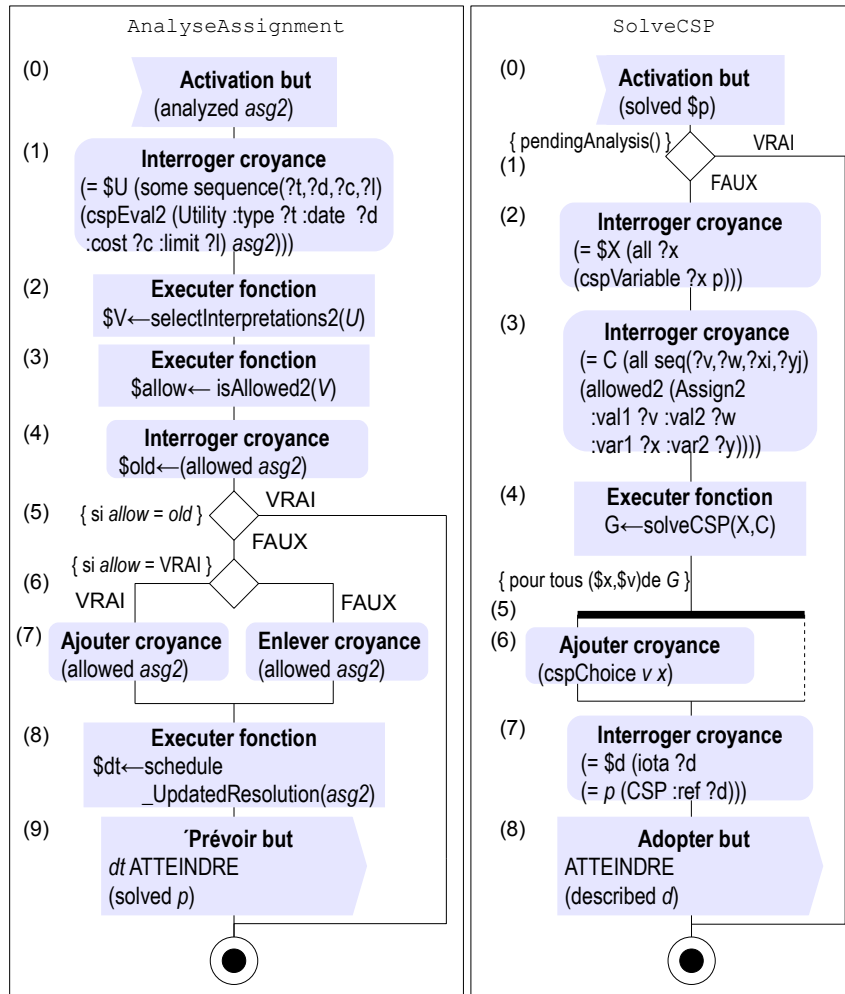 AnalyseAssignment
(0)
Activation but
(analyzed asg2)
(1)
Interroger croyance
(= $U (some sequence(?t,?d,?c,?l)
(cspEval2 (Utility :type ?t :date ?d
:cost ?c :limit ?l) asg2)))
(2)
Executer fonction
$V←selectInterpretations2(U)
(3)
Executer fonction
$allow← isAllowed2(V)
(4)
Interroger croyance
$old←(allowed asg2)
(5)
{ si allow = old }
VRAI
FAUX
(6)
{ si allow = VRAI }
VRAI
FAUX
(7)
Ajouter croyance
(allowed asg2)
Enlever croyance
(allowed asg2)
(8)
Executer fonction
$dt←schedule
_UpdatedResolution(asg2)
(9)
´Prévoir but
dt ATTEINDRE
(solved p)
SolveCSP
(0)
Activation but
(solved $p)
{ pendingAnalysis() }
VRAI
(1)
FAUX
(2)
Interroger croyance
(= $X (all ?x
(cspVariable ?x p)))
(3)
Interroger croyance
(= C (all seq(?v,?w,?xi,?yj)
(allowed2 (Assign2
:val1 ?v :val2 ?w
:var1 ?x :var2 ?y))))
(4)
Executer fonction
G←solveCSP(X,C)
{ pour tous ($x,$v)de G }
(5)
(6)
Ajouter croyance
(cspChoice v x)
(7)
Interroger croyance
(= $d (iota ?d
(= p (CSP :ref ?d)))
(8)
Adopter but
ATTEINDRE
(described d)